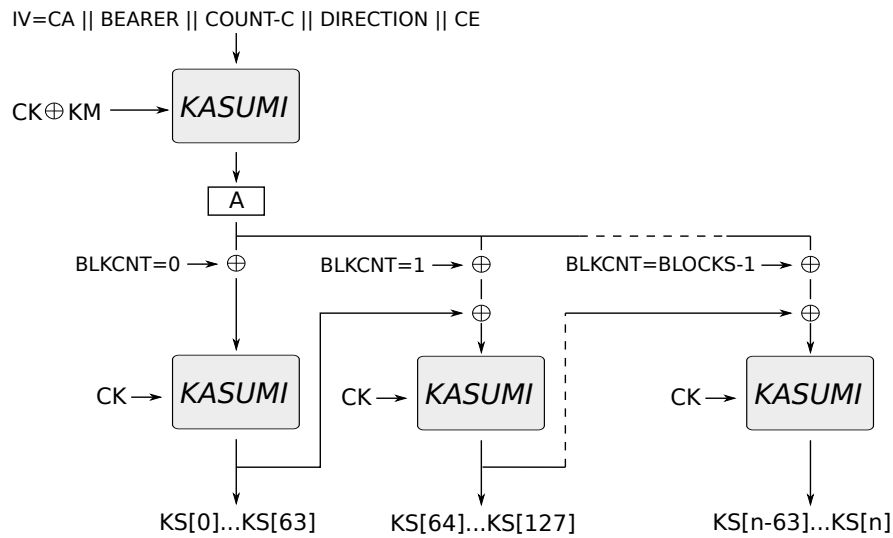 IV=CA || BEARER || COUNT-C || DIRECTION || CE
KASUMI
CK⊕KM
A
BLKCNT=0
BLKCNT=1
BLKCNT=BLOCKS-1
KASUMI
KASUMI
KASUMI
CK
CK
CK
KS[0]...KS[63]
KS[64]...KS[127]
KS[n-63]...KS[n]